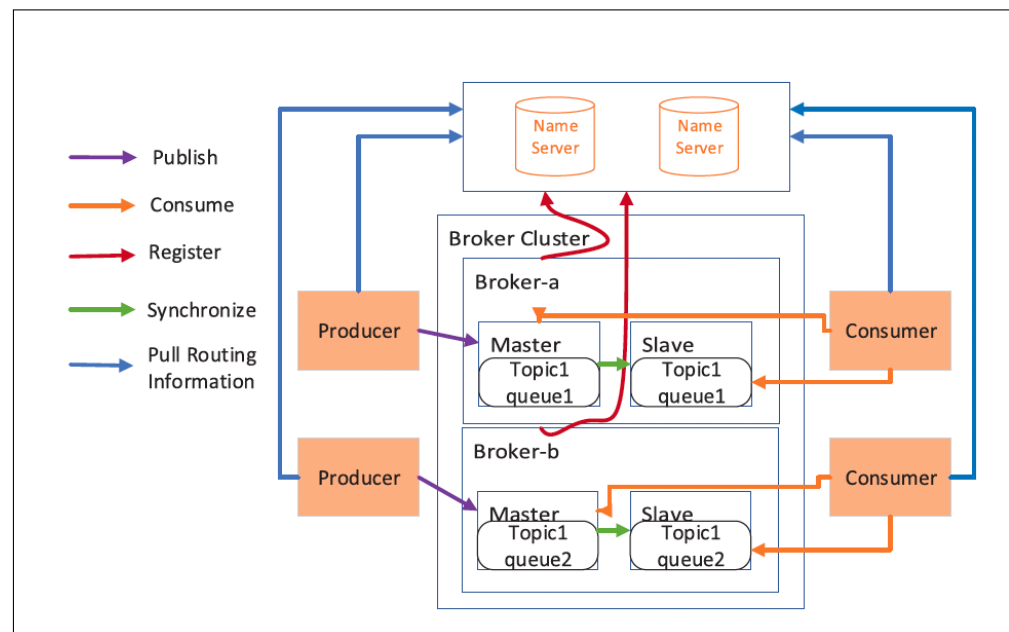 Name
Server
Name
Server
Publish
Consume
Register
Synchronize
Pull Routing
Information
Broker Cluster
Broker-a
Producer
Master
Topic1
queue1
Slave
Topic1
queue1
Consumer
Broker-b
Producer
Master
Topic1
queue2
Slave
Topic1
queue2
Consumer